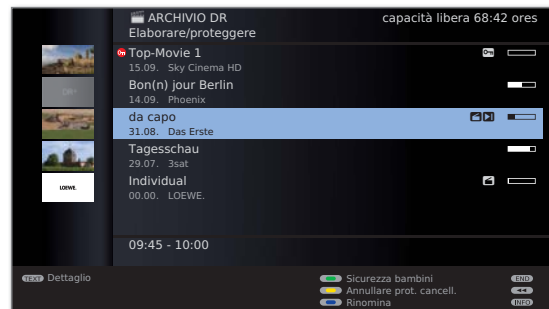 ARCHIVIO DR
capacità libera 68:42 ores
Elaborare/proteggere
Top-Movie 1
15.09. Sky Cinema HD
Bon(n) jour Berlin
14.09. Phoenix
DR+
da capo
31.08. Das Erste
Tagesschau
29.07. 3sat
Individual
00.00. LOEWE.
LOEWE.
09:45 - 10:00
TEXT Dettaglio
Sicurezza bambini
END
Annullare prot. cancell.
Rinomina
INFO